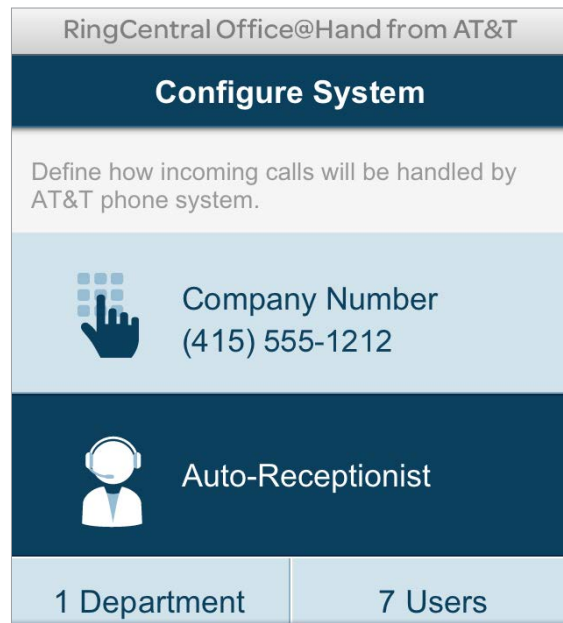 RingCentral Office@Hand from AT&T
Configure System
Define how incoming calls will be handled by
AT&T phone system.
Company Number
(415) 555-1212
Auto-Receptionist
1 Department
7 Users